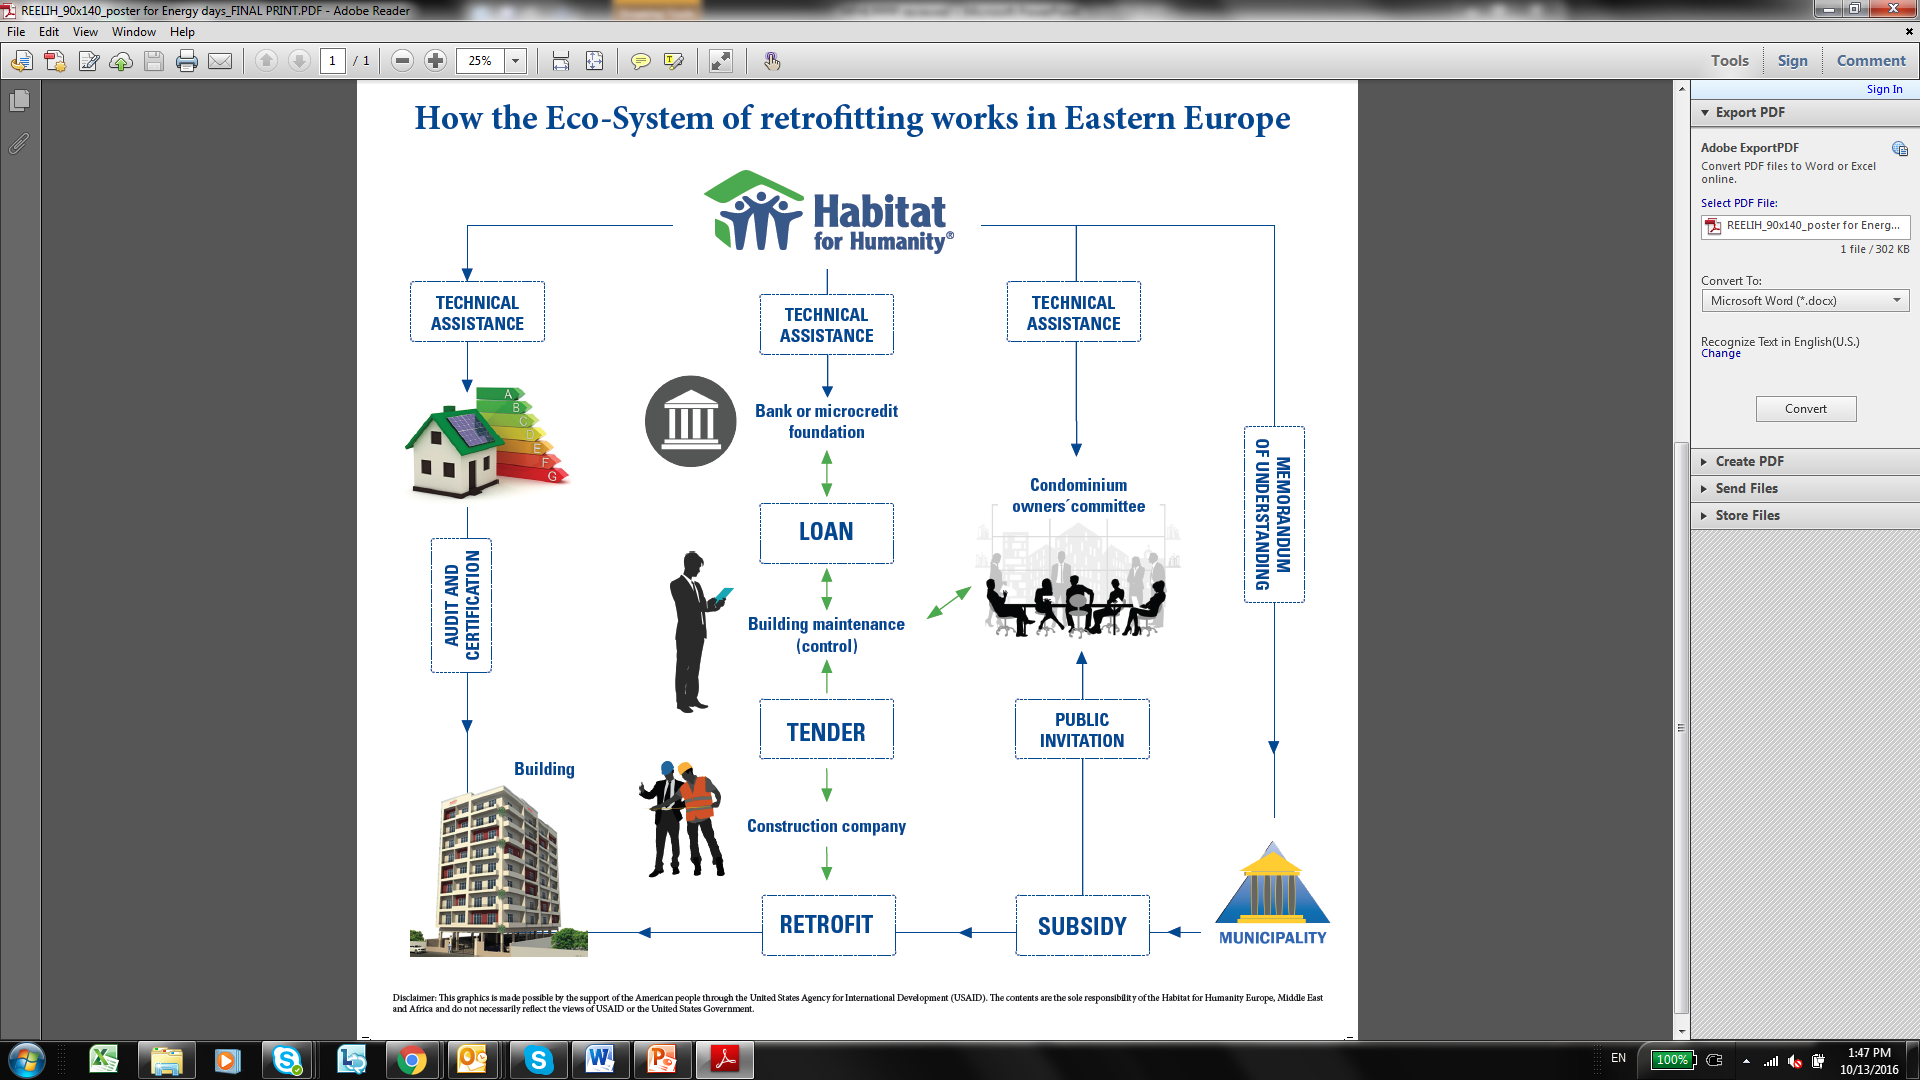 REELIH_90x140_poster for Energy days_FINAL PRINT.PDF - Adobe Reader
File Edit View Window Help
1 / 1 25% Tools Sign Comment
Sign In
Export PDF
Adobe ExportPDF
Convert PDF files to Word or Excel
online.
Select PDF File:
REELIH_90x140_poster for Energ...
1 file / 302 KB
Convert To:
Microsoft Word (*.docx)
Recognize Text in English(U.S.)
Change
Convert
Create PDF
Send Files
Store Files
How the Eco-System of retrofitting works in Eastern Europe
Habitat
for Humanity®
TECHNICAL
ASSISTANCE
TECHNICAL
ASSISTANCE
TECHNICAL
ASSISTANCE
A
B
C
D
E
F
G
Bank or microcredit
foundation
Condominium
owners´committee
MEMORANDUM
OF UNDERSTANDING
LOAN
AUDIT AND
CERTIFICATION
Building maintenance
(control)
TENDER
PUBLIC
INVITATION
Building
Construction company
RETROFIT
SUBSIDY
MUNICIPALITY
Disclaimer: This graphics is made possible by the support of the American people through the United States Agency for International Development (USAID). The contents are the sole responsibility of the Habitat for Humanity Europe, Middle East
and Africa and do not necessarily reflect the views of USAID or the United States Government.
EN 100% 1:47 PM
10/13/2016